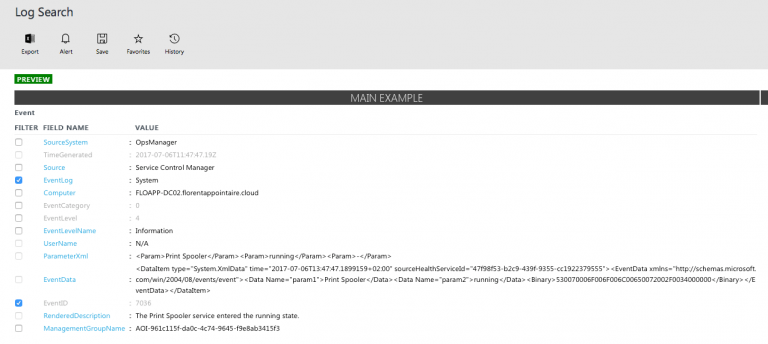 Log Search
Export Alert Save Favorites History
PREVIEW
MAIN EXAMPLE
Event
FILTER FIELD NAME VALUE
SourceSystem : OpsManager
TimeGenerated : 2017-07-06T11:47:47.19Z
Source : Service Control Manager
EventLog : System
Computer : FLOAPP-DC02.florentappointaire.cloud
EventCategory : 0
EventLevel : 4
EventLevelName : Information
UserName : N/A
ParameterXml : <Param>Print Spooler</Param><Param>running</Param><Param>-</Param>
<DataItem type="System.XmlData" time="2017-07-06T13:47:47.1899159+02:00" sourceHealthServiceId="47f98f53-b2c9-439f-9355-cc1922379555"><EventData xmlns="http://schemas.microsoft.
EventData : com/win/2004/08/events/event"><Data Name="param1">Print Spooler</Data><Data Name="param2">running</Data><Binary>530070006F006F006C00650072002F0034000000</Binary></E
ventData></DataItem>
EventID : 7036
RenderedDescription : The Print Spooler service entered the running state.
ManagementGroupName : AOI-961c115f-da0c-4c74-9645-f9e8ab3415f3